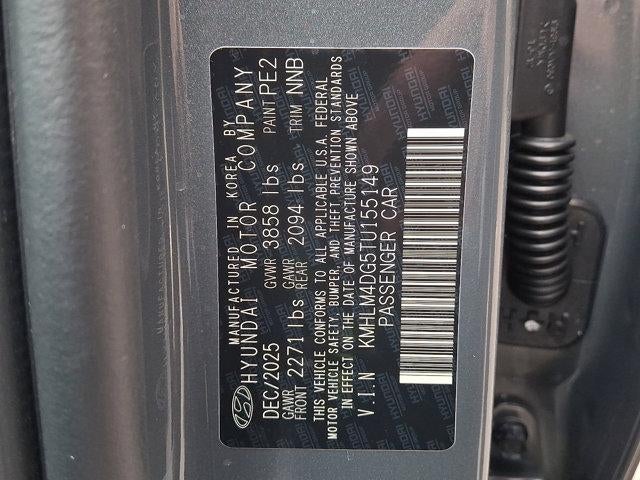 MANUFACTURED IN KOREA BY
HYUNDAI MOTOR COMPANY
DEC/2025 GVWR 3858 lbs PAINT PE2
GAWR FRONT 2271 lbs GAWR REAR 2094 lbs TRIM NNB
THIS VEHICLE CONFORMS TO ALL APPLICABLE U.S.A. FEDERAL
MOTOR VEHICLE SAFETY, BUMPER, AND THEFT PREVENTION STANDARDS
IN EFFECT ON THE DATE OF MANUFACTURE SHOWN ABOVE
V.I.N KMHLM4DG5TU155149
PASSENGER CAR